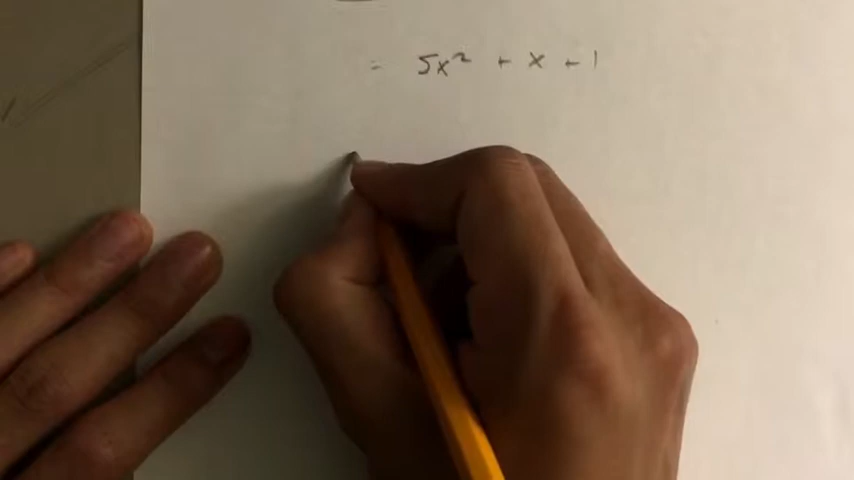 = 5x² + x + 1